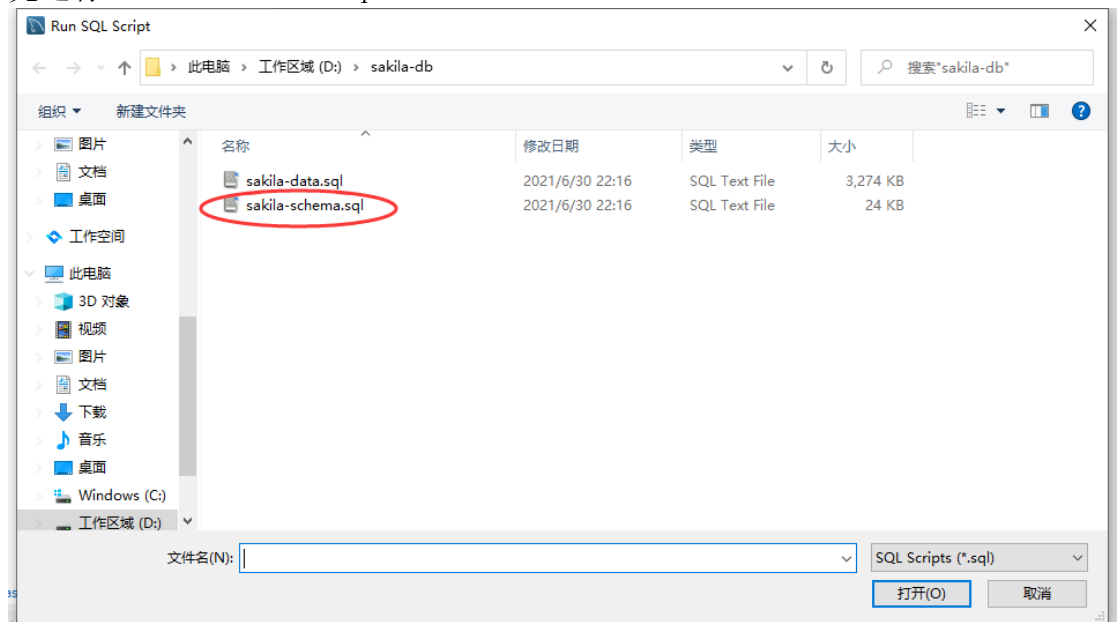 Run SQL Script
此电脑 › 工作区域 (D:) › sakila-db
搜索"sakila-db"
组织 新建文件夹
名称 修改日期 类型 大小
sakila-data.sql 2021/6/30 22:16 SQL Text File 3,274 KB
sakila-schema.sql 2021/6/30 22:16 SQL Text File 24 KB
图片
文档
桌面
工作空间
此电脑
3D 对象
视频
图片
文档
下载
音乐
桌面
Windows (C:)
工作区域 (D:)
文件名(N):
SQL Scripts (*.sql)
打开(O) 取消